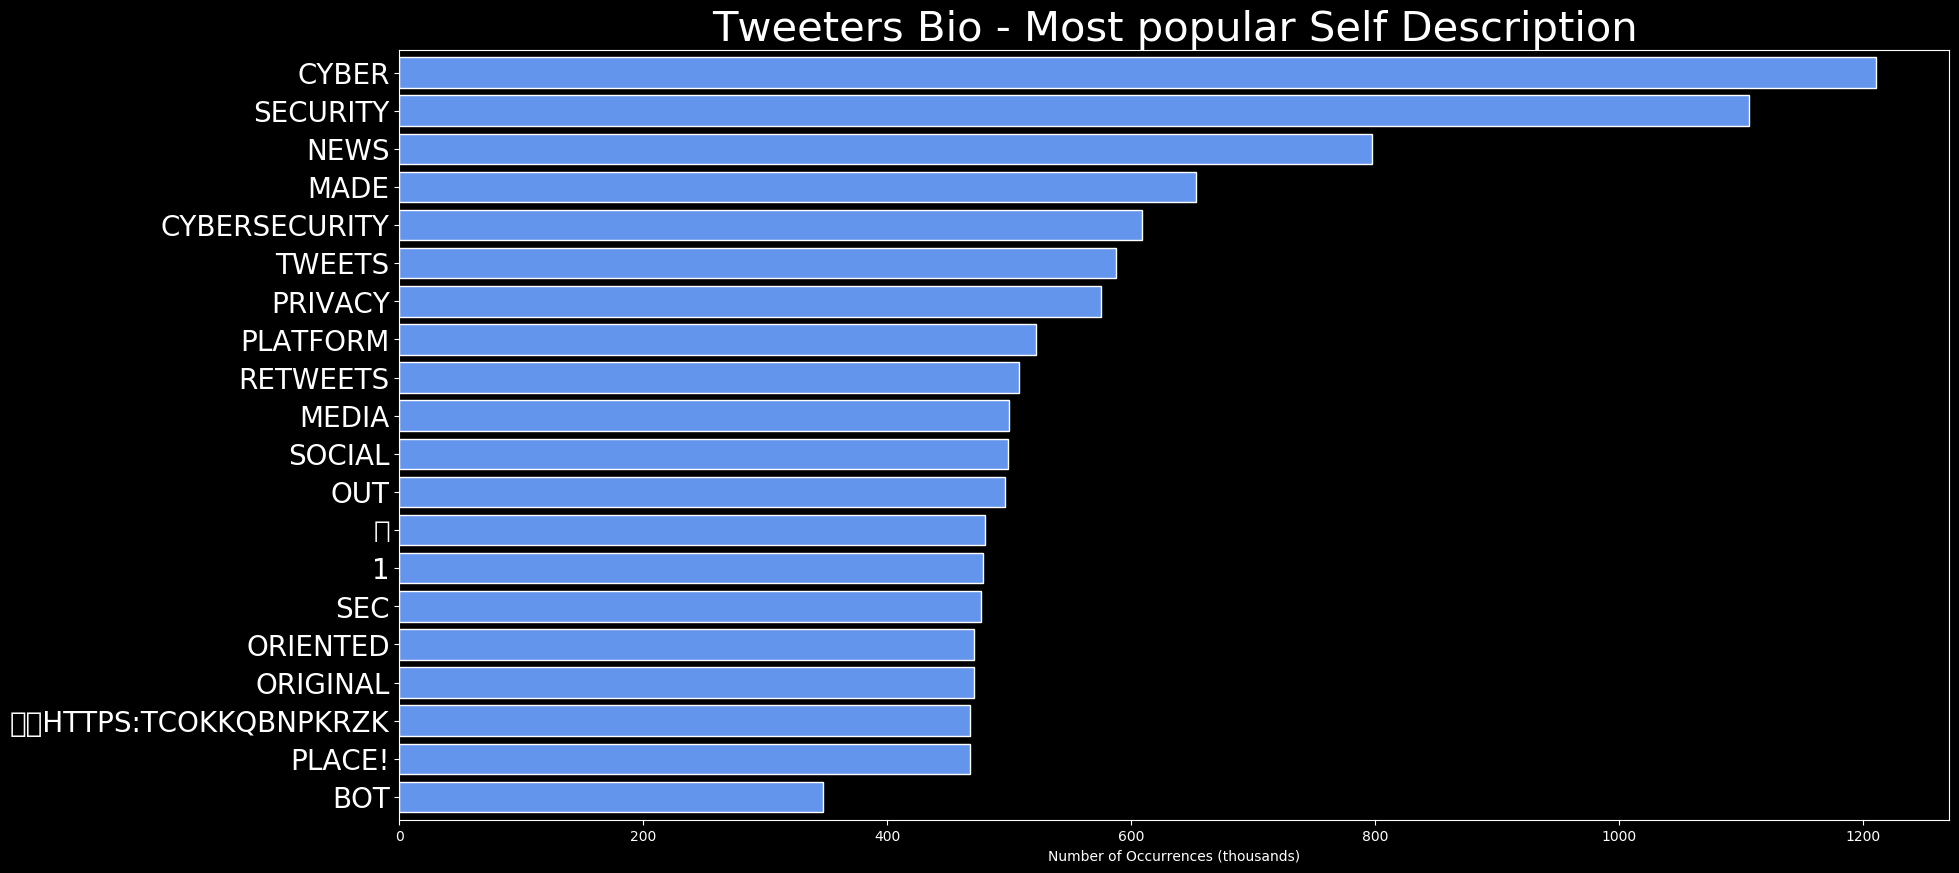 Tweeters Bio - Most popular Self Description
CYBER
SECURITY
NEWS
MADE
CYBERSECURITY
TWEETS
PRIVACY
PLATFORM
RETWEETS
MEDIA
SOCIAL
OUT
1
SEC
ORIENTED
ORIGINAL
HTTPS:TCOKKQBNPKRZK
PLACE!
BOT
0 200 400 600 800 1000 1200
Number of Occurrences (thousands)